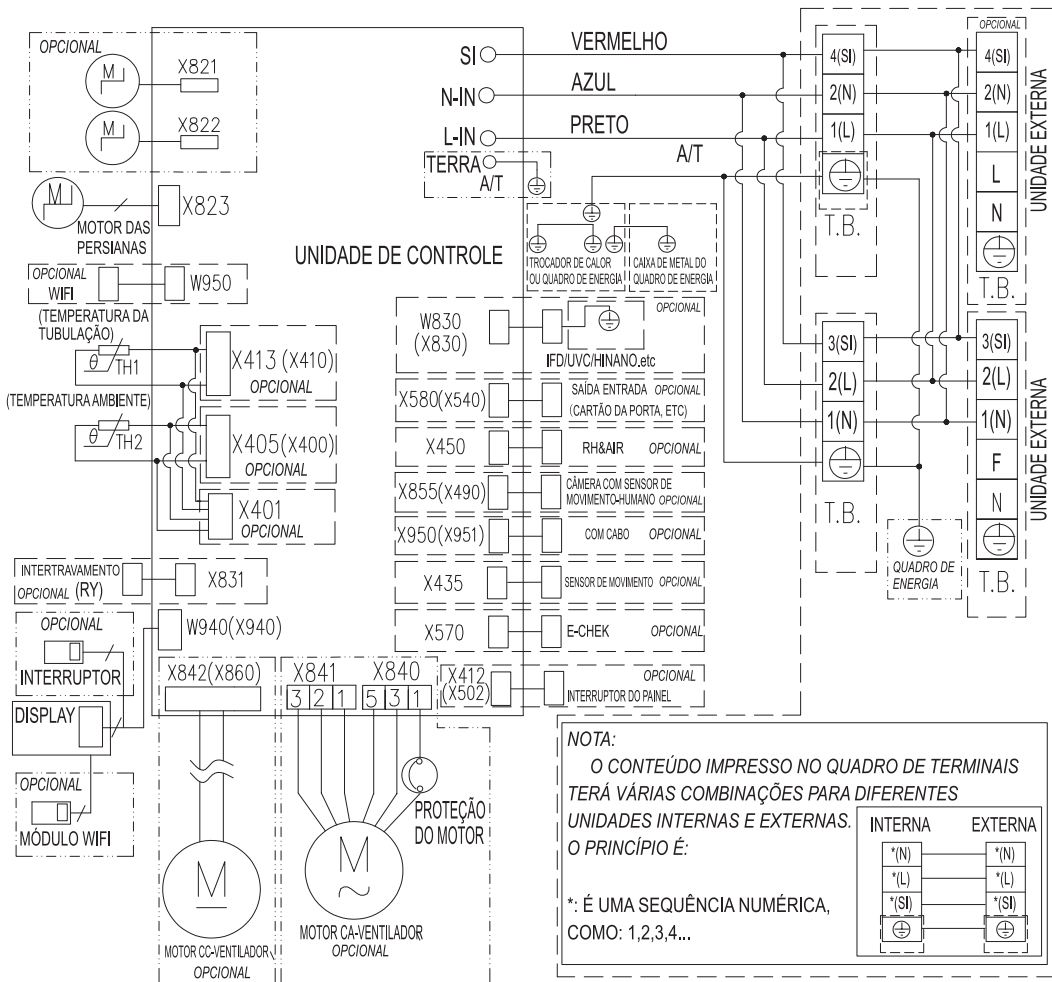 OPCIONAL
M
X821
M
X822
M
X823
MOTOR DAS
PERSIANAS
OPCIONAL
WIFI
W950
(TEMPERATURA DA
TUBULAÇÃO)
θ
TH1
X413 (X410)
OPCIONAL
(TEMPERATURA AMBIENTE)
θ
TH2
X405(X400)
OPCIONAL
X401
OPCIONAL
INTERTRAVAMENTO
OPCIONAL (RY)
X831
OPCIONAL
INTERRUPTOR
W940(X940)
DISPLAY
OPCIONAL
MÓDULO WIFI
X842(X860)
M
MOTOR CC-VENTILADOR
OPCIONAL
X841
3 2 1
X840
5 3 1
PROTEÇÃO
DO MOTOR
M
~
MOTOR CA-VENTILADOR
OPCIONAL
UNIDADE DE CONTROLE
SI
VERMELHO
N-IN
AZUL
L-IN
PRETO
TERRA
A/T
A/T
TROCADOR DE CALOR
OU QUADRO DE ENERGIA
CAIXA DE METAL DO
QUADRO DE ENERGIA
W830
(X830)
OPCIONAL
IFD/UVC/HINANO.etc
X580(X540)
SAÍDA ENTRADA OPCIONAL
(CARTÃO DA PORTA, ETC)
X450
RH&AIR OPCIONAL
X855(X490)
CÂMERA COM SENSOR DE
MOVIMENTO-HUMANO OPCIONAL
X950(X951)
COM CABO OPCIONAL
X435
SENSOR DE MOVIMENTO OPCIONAL
X570
E-CHEK OPCIONAL
X412
(X502)
OPCIONAL
INTERRUPTOR DO PAINEL
4(SI)
2(N)
1(L)
T.B.
OPCIONAL
4(SI)
2(N)
1(L)
L
N
T.B.
UNIDADE EXTERNA
3(SI)
2(L)
1(N)
T.B.
3(SI)
2(L)
1(N)
F
N
T.B.
UNIDADE EXTERNA
QUADRO DE
ENERGIA
NOTA:
O CONTEÚDO IMPRESSO NO QUADRO DE TERMINAIS
TERÁ VÁRIAS COMBINAÇÕES PARA DIFERENTES
UNIDADES INTERNAS E EXTERNAS.
O PRINCÍPIO É:
*: É UMA SEQUÊNCIA NUMÉRICA,
COMO: 1,2,3,4...
INTERNA EXTERNA
*(N) *(N)
*(L) *(L)
*(SI) *(SI)